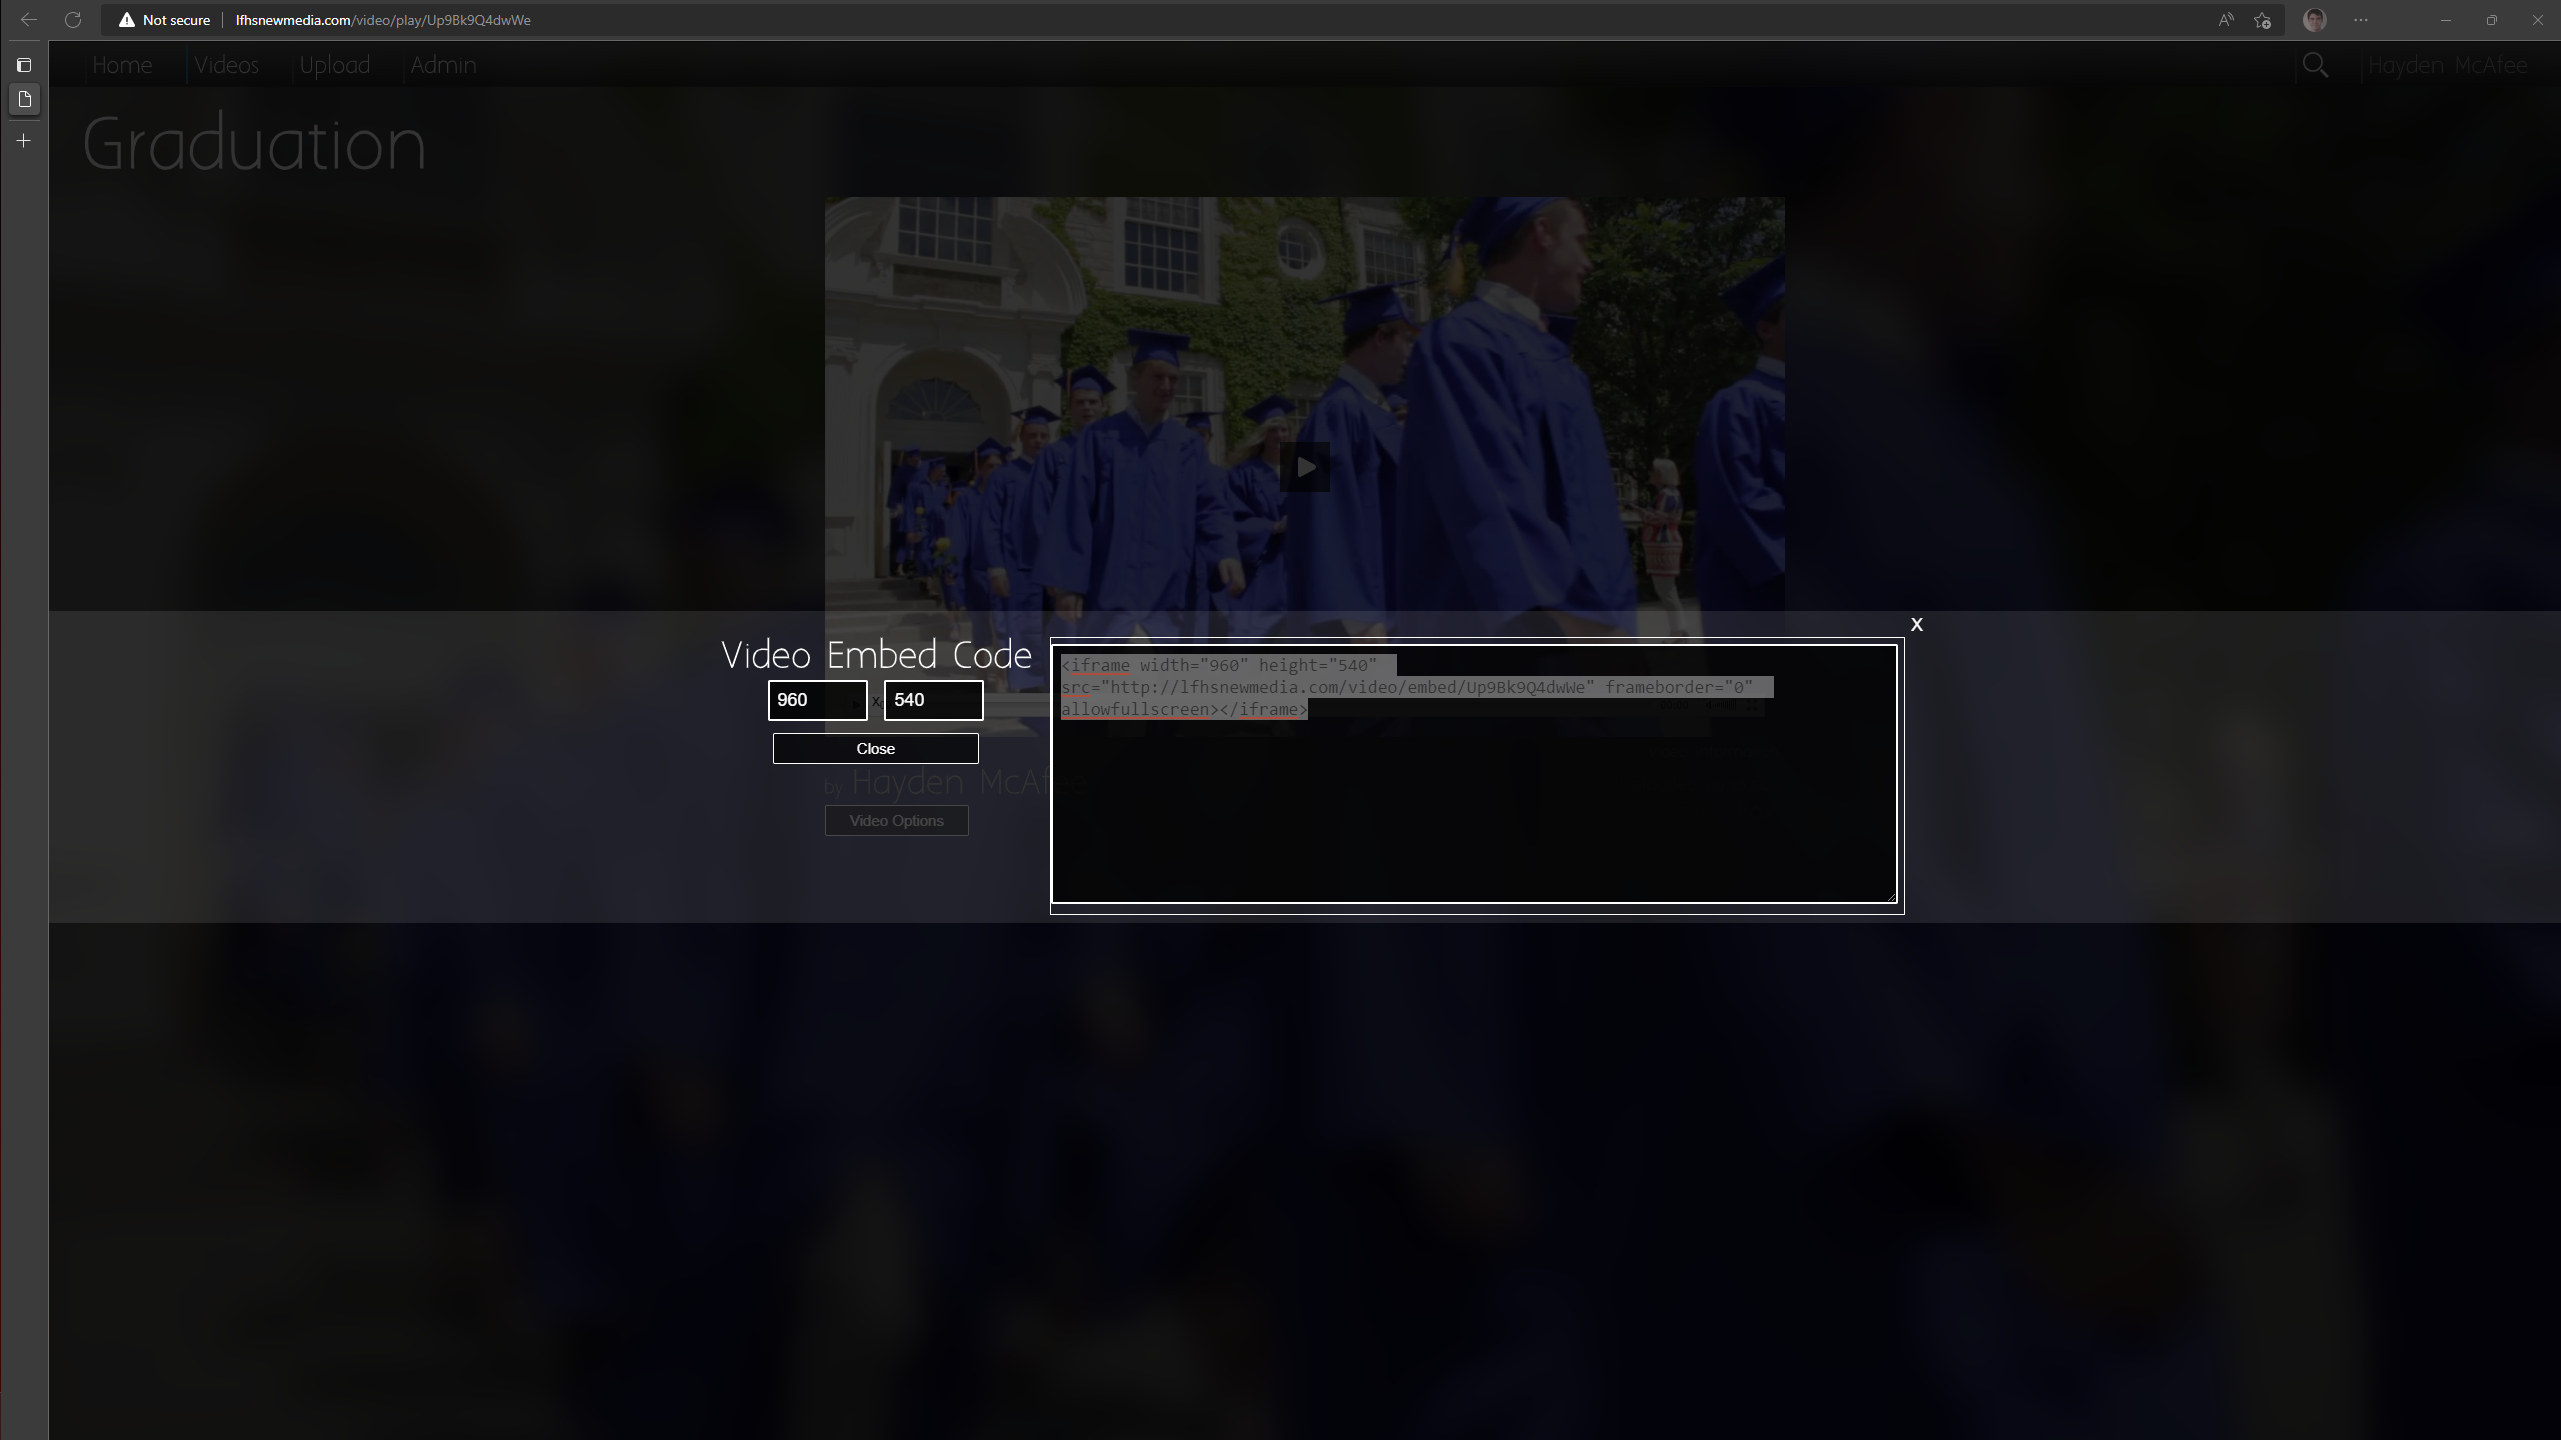 Not secure lfhsnewmedia.com/video/play/Up9Bk9Q4dwWe
Home Videos Upload Admin Hayden McAfee
Graduation
X
Video Embed Code
960 x 540
Close
<iframe width="960" height="540"
src="http://lfhsnewmedia.com/video/embed/Up9Bk9Q4dwWe" frameborder="0"
allowfullscreen></iframe>
by Hayden McAfee
Video Options